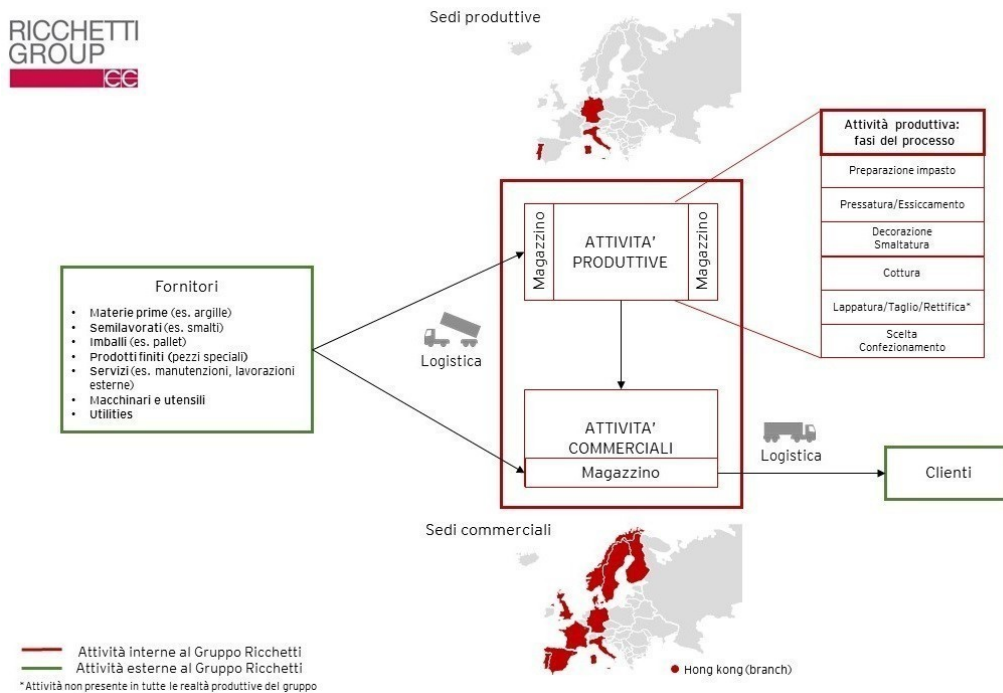 RICCHETTI
GROUP
Sedi produttive
Attività produttiva:
fasi del processo
Preparazione impasto
Pressatura/Essiccamento
Decorazione
Smaltatura
Cottura
Lappatura/Taglio/Rettifica*
Scelta
Confezionamento
Magazzino
ATTIVITA'
PRODUTTIVE
Magazzino
Fornitori
• Materie prime (es. argille)
• Semilavorati (es. smalti)
• Imballi (es. pallet)
• Prodotti finiti (pezzi speciali)
• Servizi (es. manutenzioni, lavorazioni
esterne)
• Macchinari e utensili
• Utilities
Logistica
ATTIVITA'
COMMERCIALI
Magazzino
Logistica
Clienti
Sedi commerciali
Hong kong (branch)
Attività interne al Gruppo Ricchetti
Attività esterne al Gruppo Ricchetti
*Attività non presente in tutte le realtà produttive del gruppo